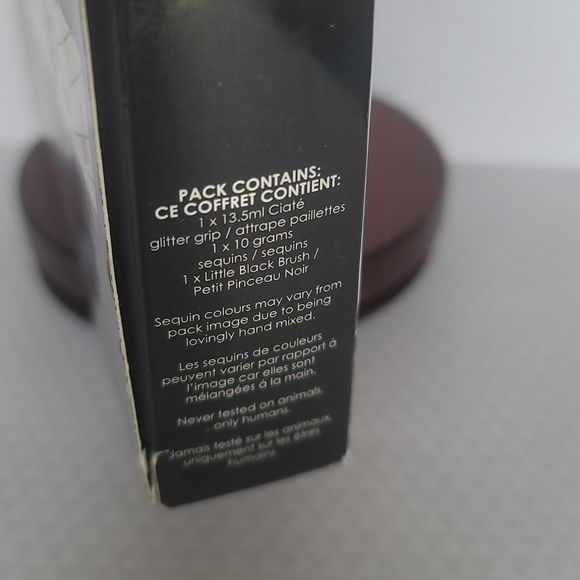 PACK CONTAINS:
CE COFFRET CONTIENT:
1 x 13.5ml Ciaté
glitter grip / attrape paillettes
1 x 10 grams
sequins / sequins
1 x Little Black Brush /
Petit Pinceau Noir
Sequin colours may vary from
pack image due to being
lovingly hand mixed.
Les sequins de couleurs
peuvent varier par rapport á
l'image car elles sont
mélangées á la main.
Never tested on animals,
only humans.
Jamais testé sur les animaux,
uniquement sur les êtres
humains.